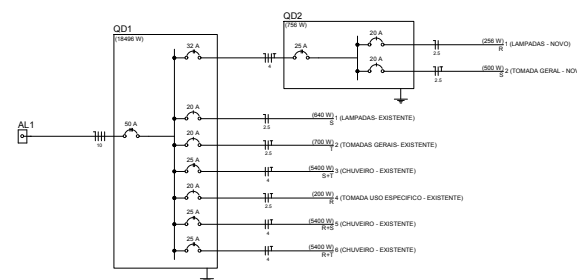 QD1
(18496 W)
QD2
(756 W)
AL1
10
50 A
32 A
4
25 A
20 A
2.5
(256 W)
R
1 (LAMPADAS - NOVO)
20 A
2.5
(500 W)
S
2 (TOMADA GERAL - NOV
20 A
2.5
(640 W)
S
1 (LAMPADAS- EXISTENTE)
20 A
2.5
(700 W)
T
2 (TOMADAS GERAIS- EXISTENTE)
25 A
4
(5400 W)
S+T
3 (CHUVEIRO - EXISTENTE)
20 A
2.5
(200 W)
R
4 (TOMADA USO ESPECIFICO - EXISTENTE)
25 A
4
(5400 W)
R+S
5 (CHUVEIRO - EXISTENTE)
25 A
4
(5400 W)
R+T
6 (CHUVEIRO - EXISTENTE)